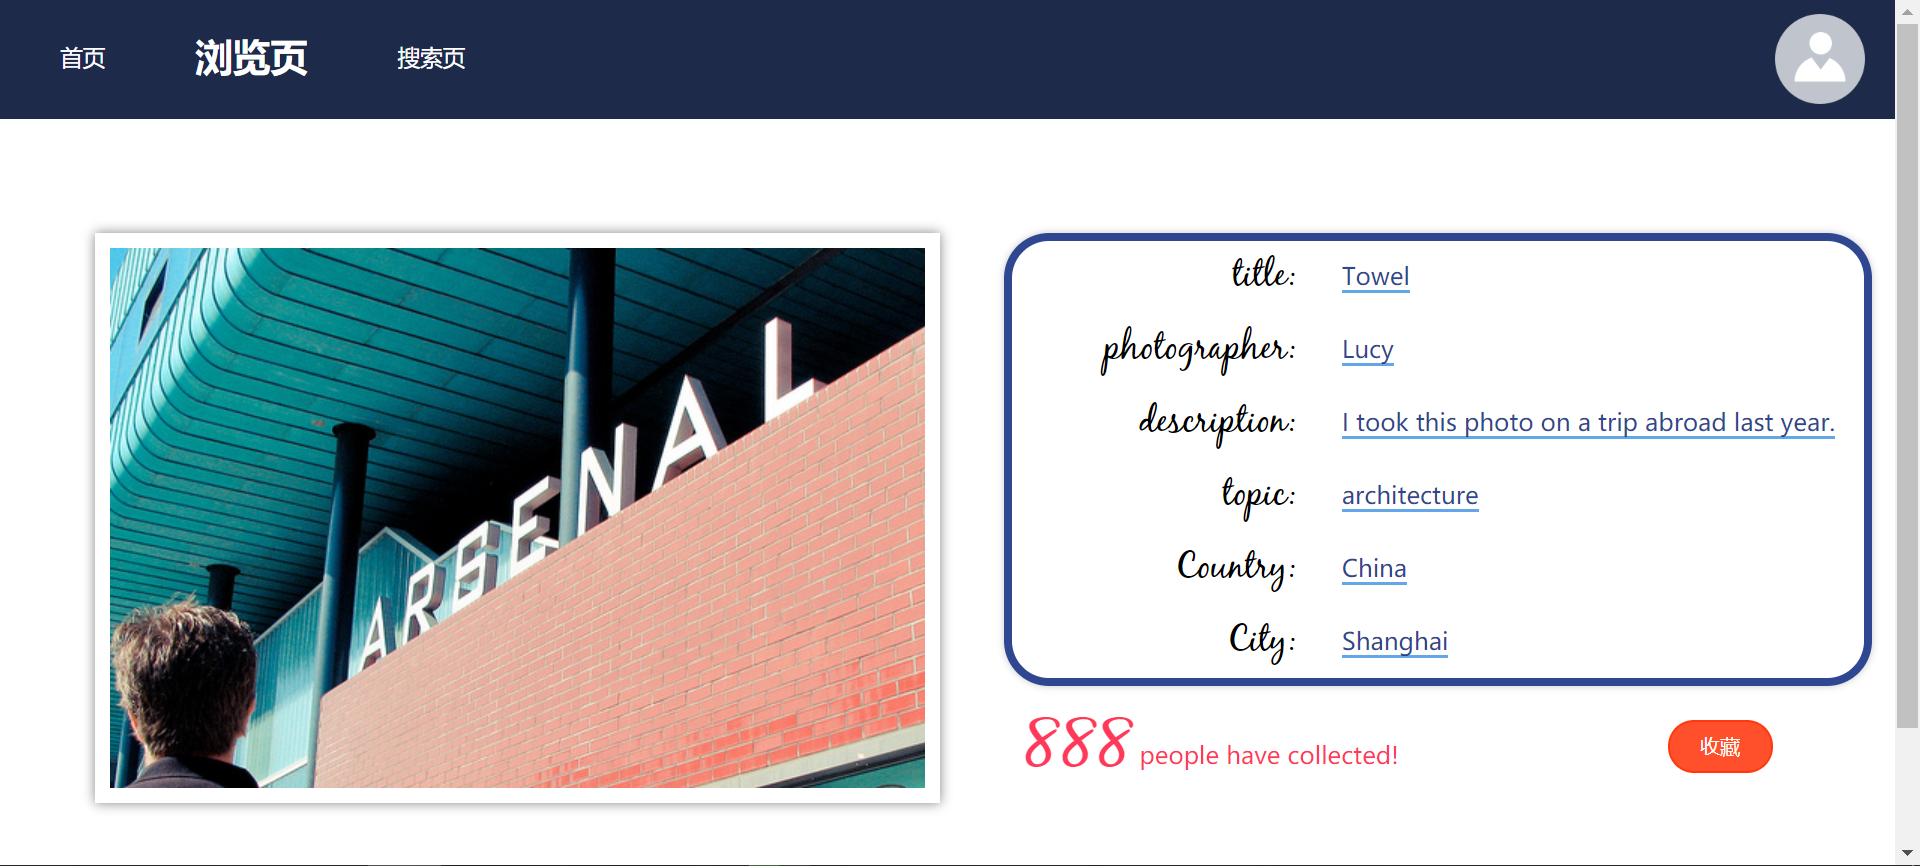 首页 浏览页 搜索页
ARSENAL
title: Towel
photographer: Lucy
description: I took this photo on a trip abroad last year.
topic: architecture
Country: China
City: Shanghai
888 people have collected!
收藏